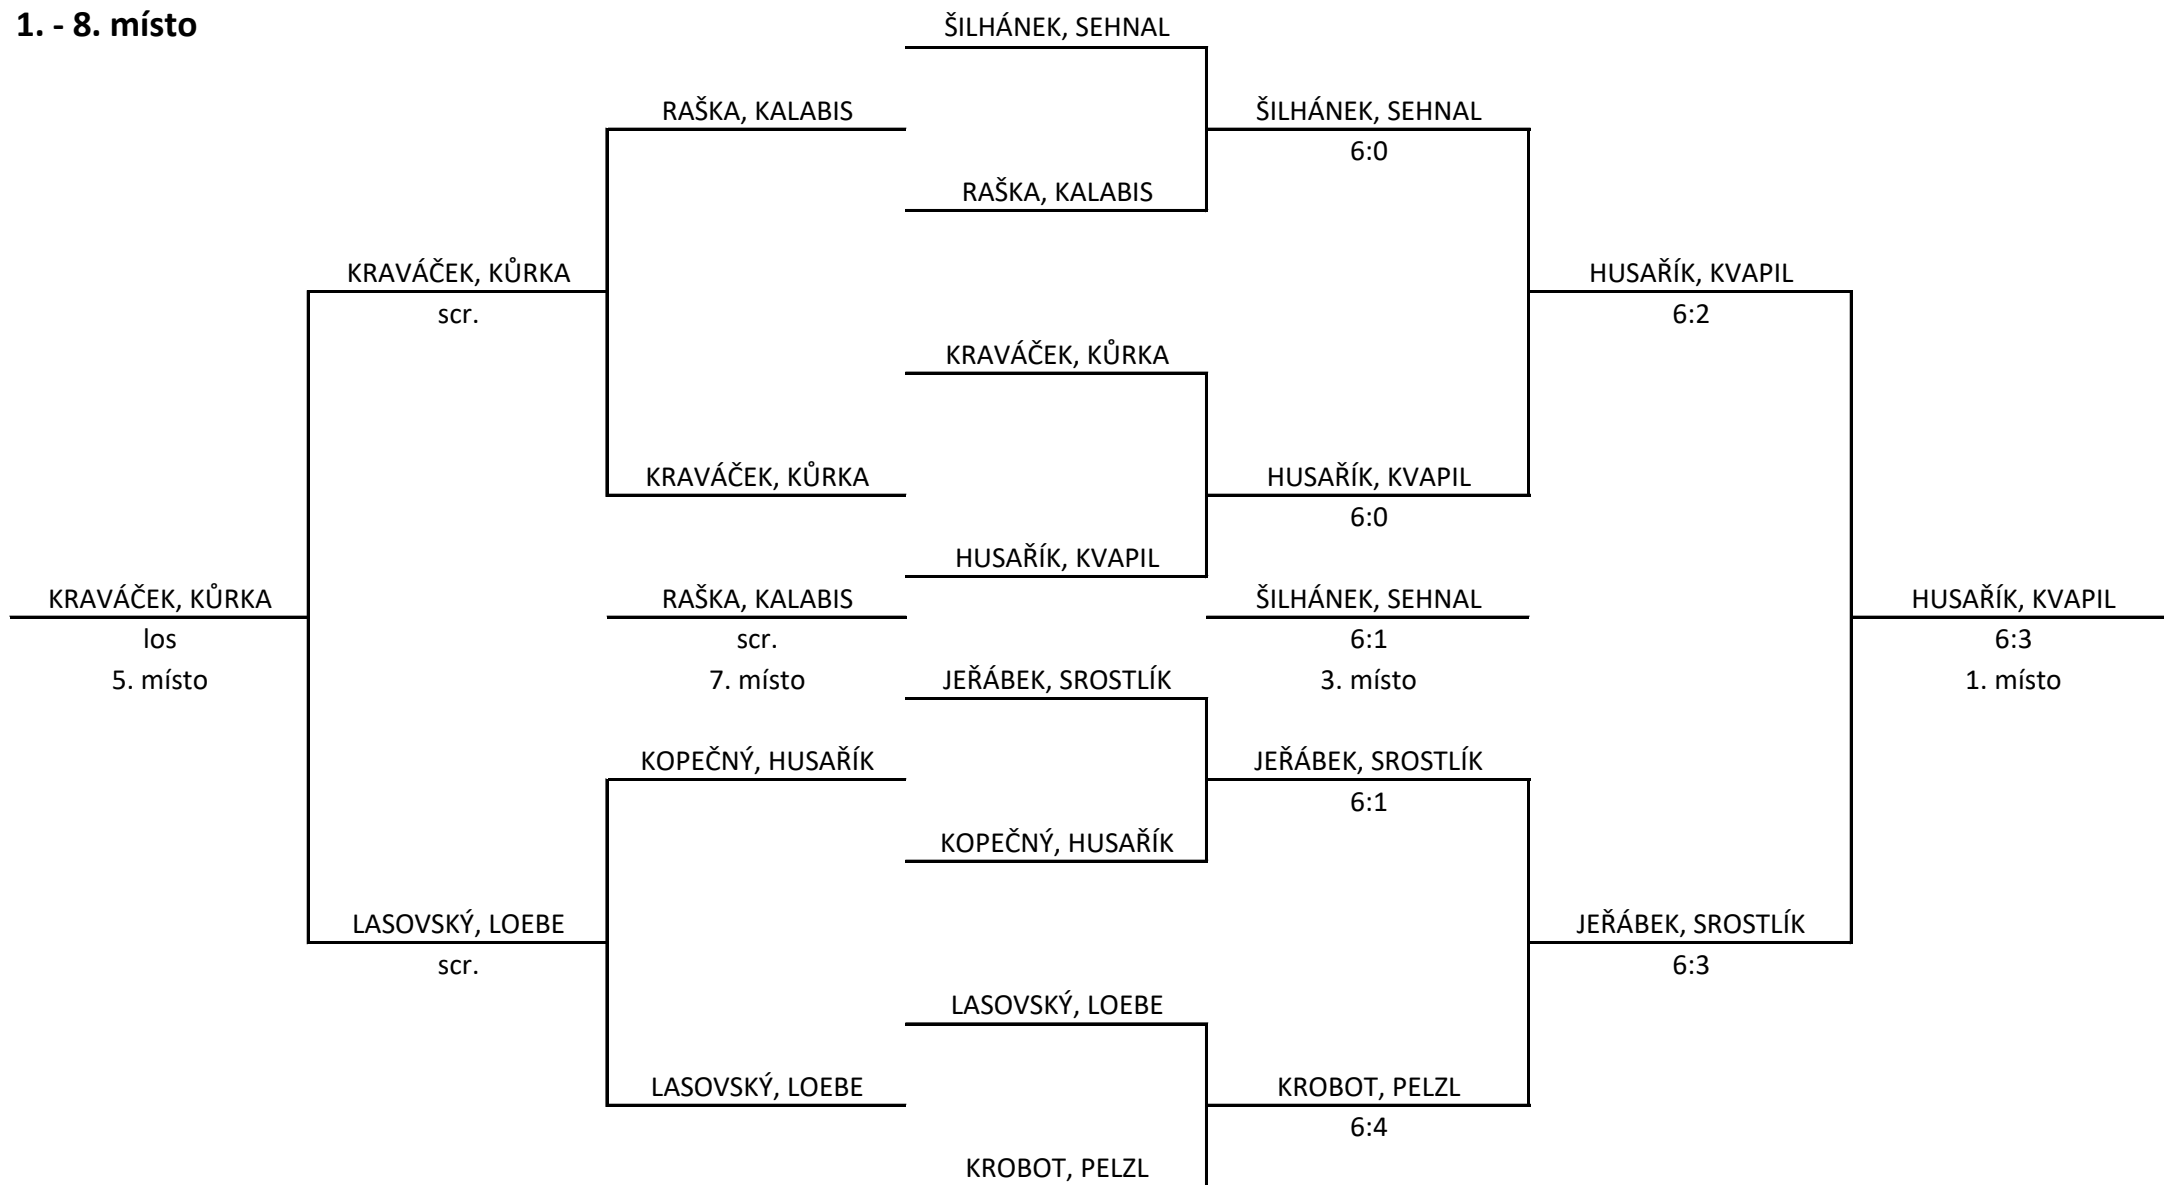 1. - 8. místo
ŠILHÁNEK, SEHNAL
RAŠKA, KALABIS
ŠILHÁNEK, SEHNAL
6:0
RAŠKA, KALABIS
KRAVÁČEK, KŮRKA
HUSAŘÍK, KVAPIL
scr.
6:2
KRAVÁČEK, KŮRKA
KRAVÁČEK, KŮRKA
HUSAŘÍK, KVAPIL
6:0
HUSAŘÍK, KVAPIL
KRAVÁČEK, KŮRKA
RAŠKA, KALABIS
ŠILHÁNEK, SEHNAL
HUSAŘÍK, KVAPIL
los
scr.
6:1
6:3
5. místo
7. místo
JEŘÁBEK, SROSTLÍK
3. místo
1. místo
KOPEČNÝ, HUSAŘÍK
JEŘÁBEK, SROSTLÍK
6:1
KOPEČNÝ, HUSAŘÍK
LASOVSKÝ, LOEBE
JEŘÁBEK, SROSTLÍK
scr.
6:3
LASOVSKÝ, LOEBE
LASOVSKÝ, LOEBE
KROBOT, PELZL
6:4
KROBOT, PELZL